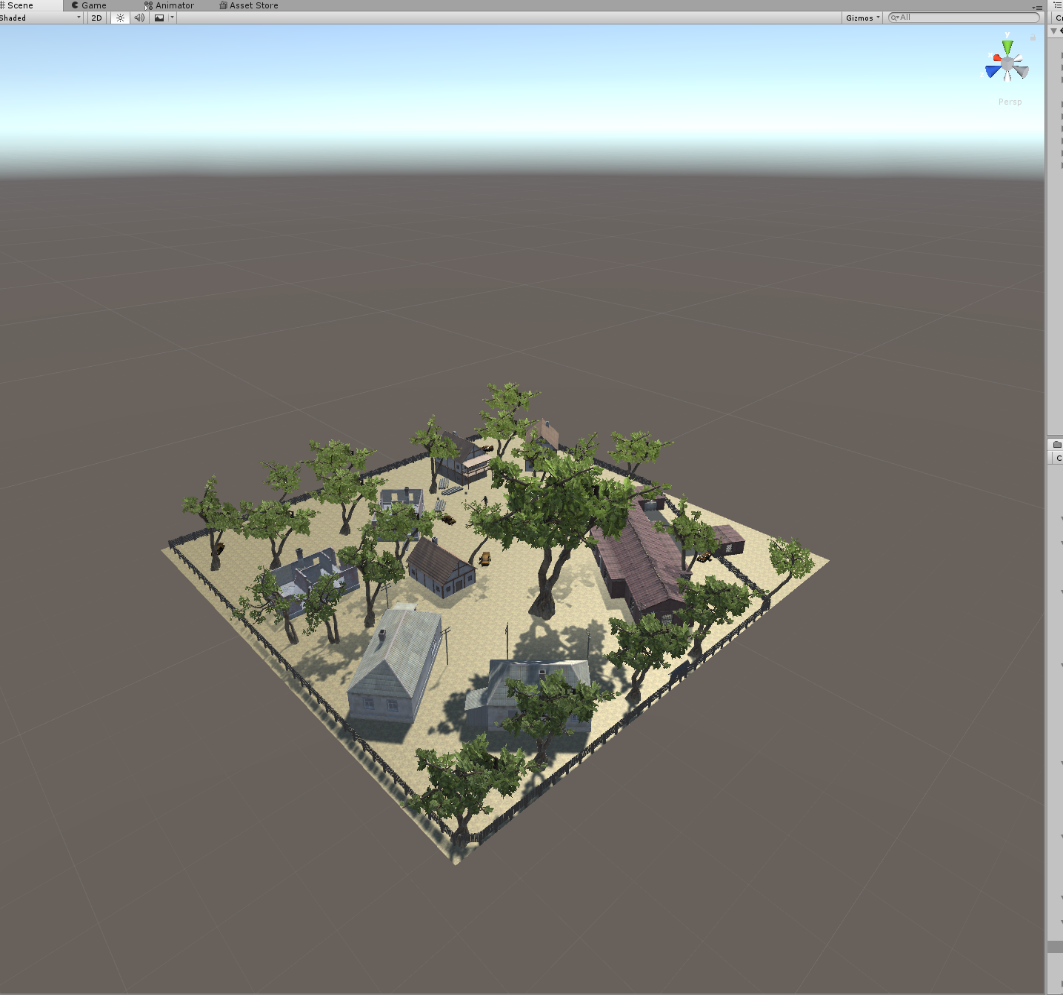 Scene Game Animator Asset Store
Shaded 2D Gizmos All
y
Persp